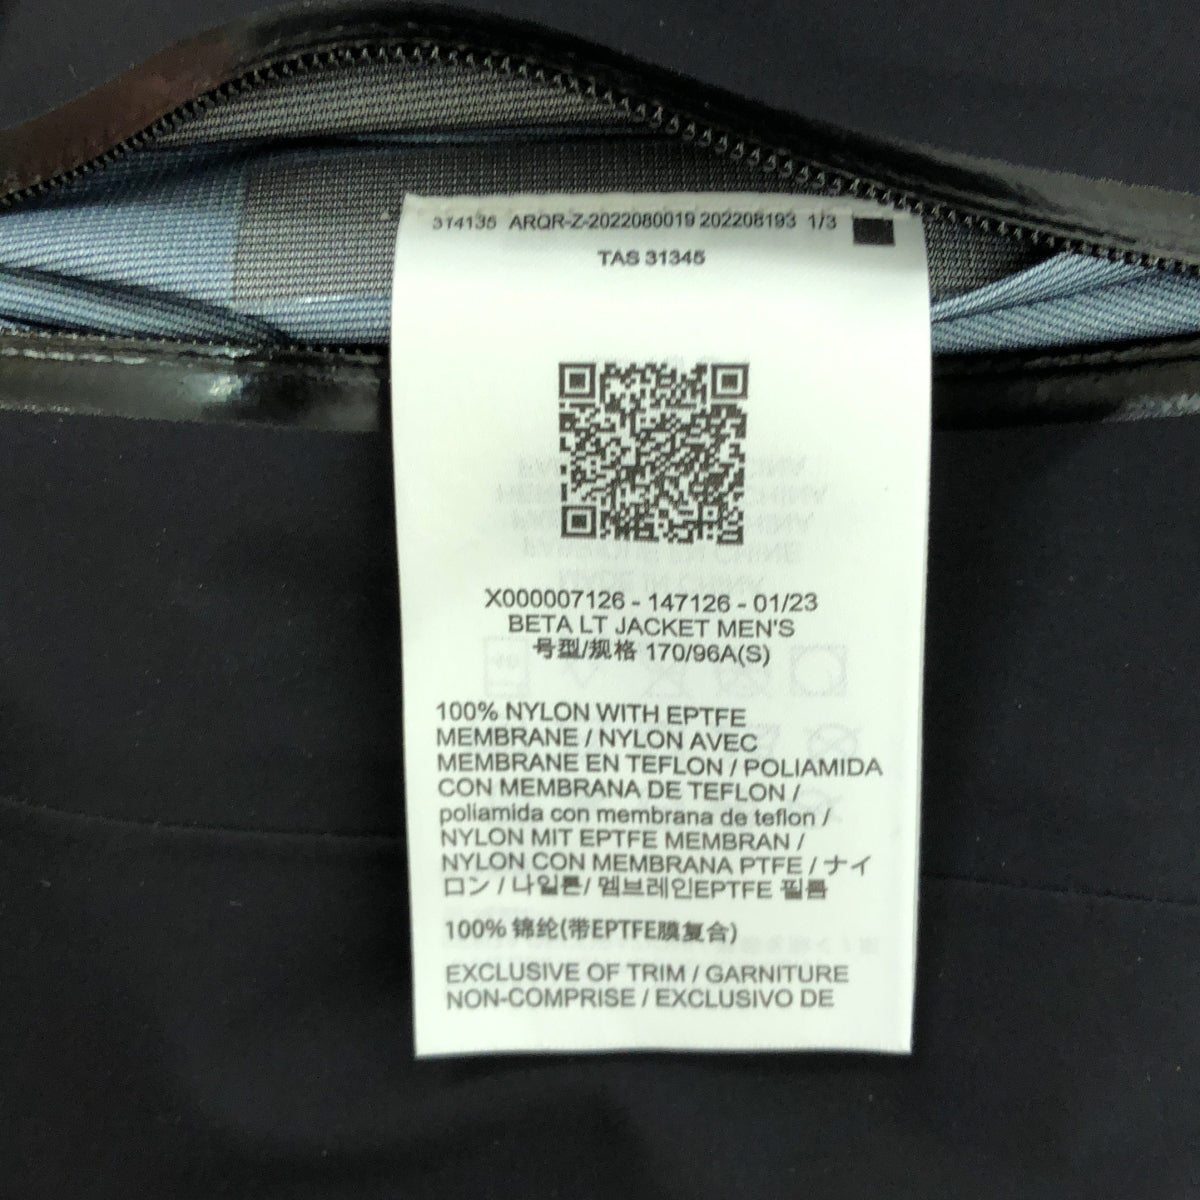 314135 ARQR-Z-2022080019 202208193 1/3
TAS 31345
X000007126 - 147126 - 01/23
BETA LT JACKET MEN'S
号型/规格 170/96A(S)
100% NYLON WITH EPTFE
MEMBRANE / NYLON AVEC
MEMBRANE EN TEFLON / POLIAMIDA
CON MEMBRANA DE TEFLON /
poliamida con membrana de teflon /
NYLON MIT EPTFE MEMBRAN /
NYLON CON MEMBRANA PTFE / ナイ
ロン / 나일론/ 멤브레인EPTFE 필름
100% 锦纶(带EPTFE膜复合)
EXCLUSIVE OF TRIM / GARNITURE
NON-COMPRISE / EXCLUSIVO DE